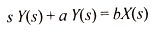 s Y(s) + a Y(s) = bX(s)